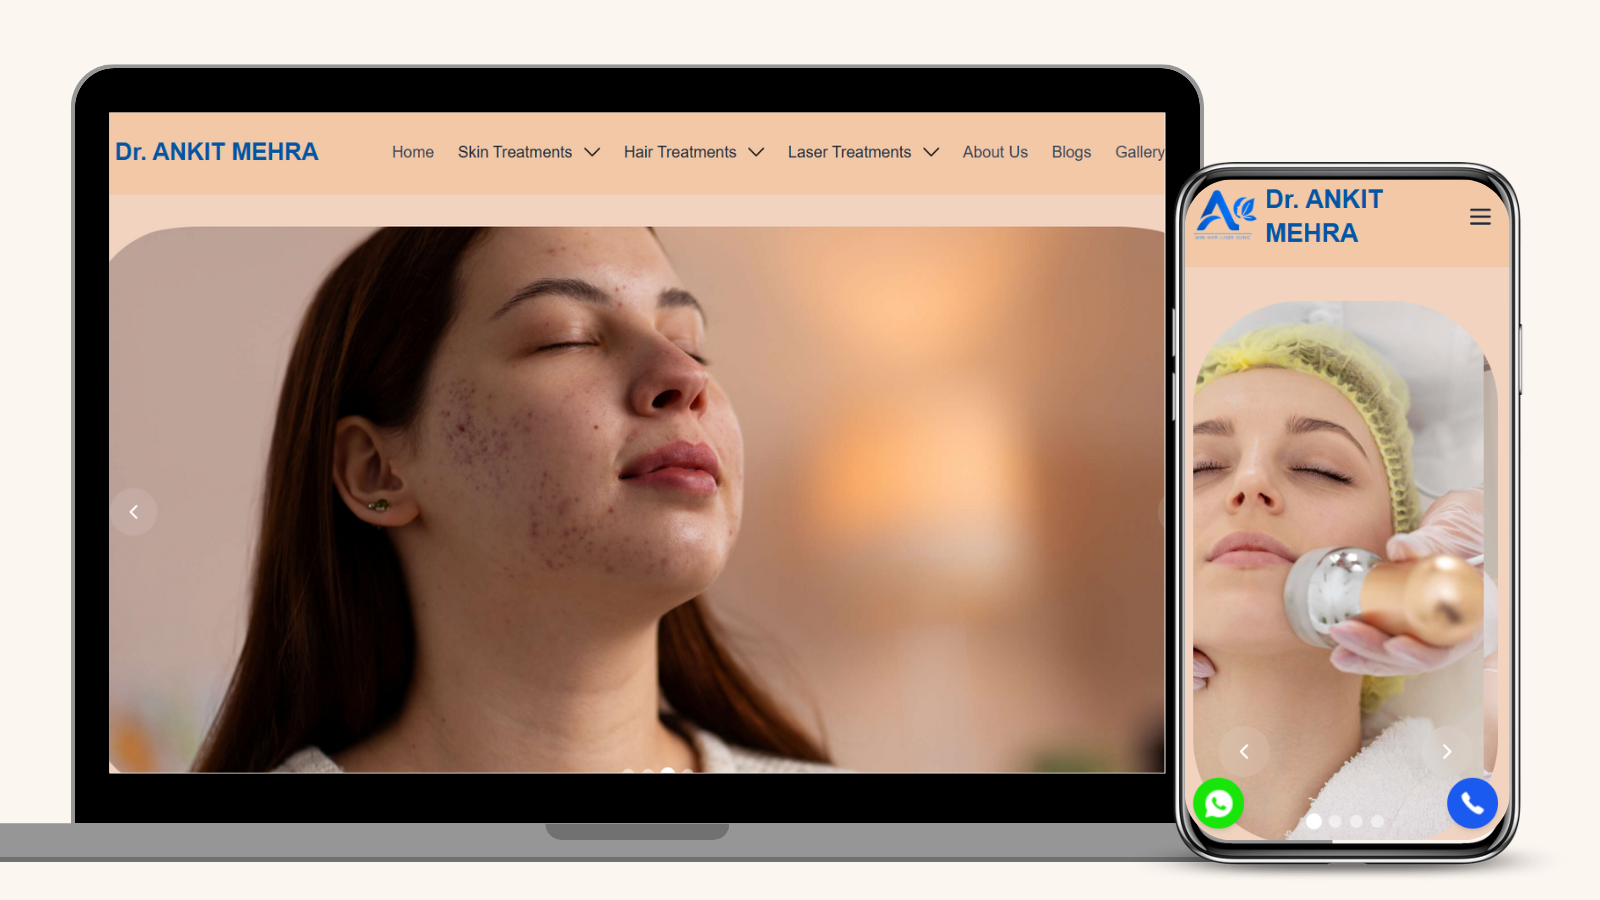 Dr. ANKIT MEHRA
Home Skin Treatments Hair Treatments Laser Treatments About Us Blogs Gallery
Dr. ANKIT
MEHRA